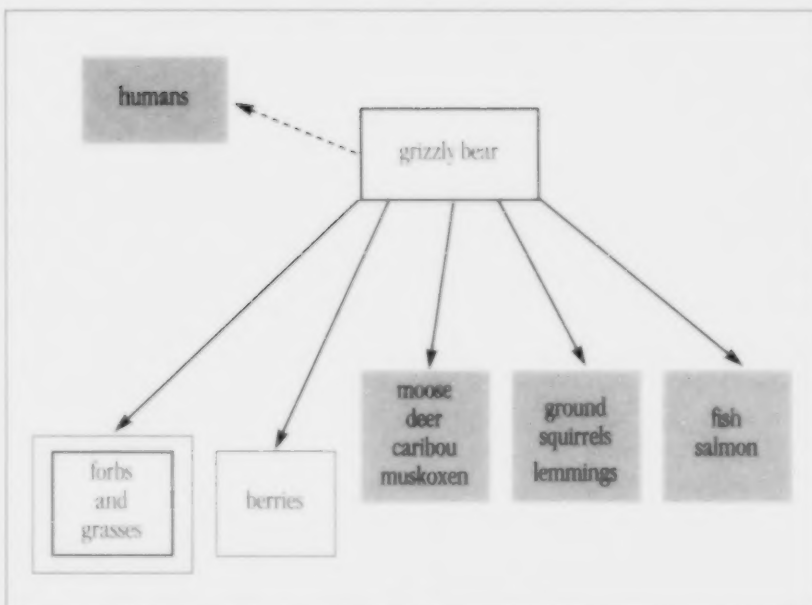 humans
grizzly bear
forbs
and
grasses
berries
moose
deer
caribou
muskoxen
ground
squirrels
lemmings
fish
salmon